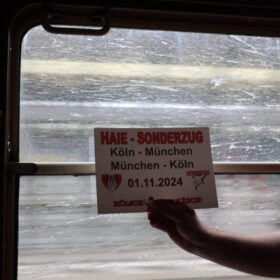 HAIE - SONDERZUG
Köln - München
München - Köln
01.11.2024